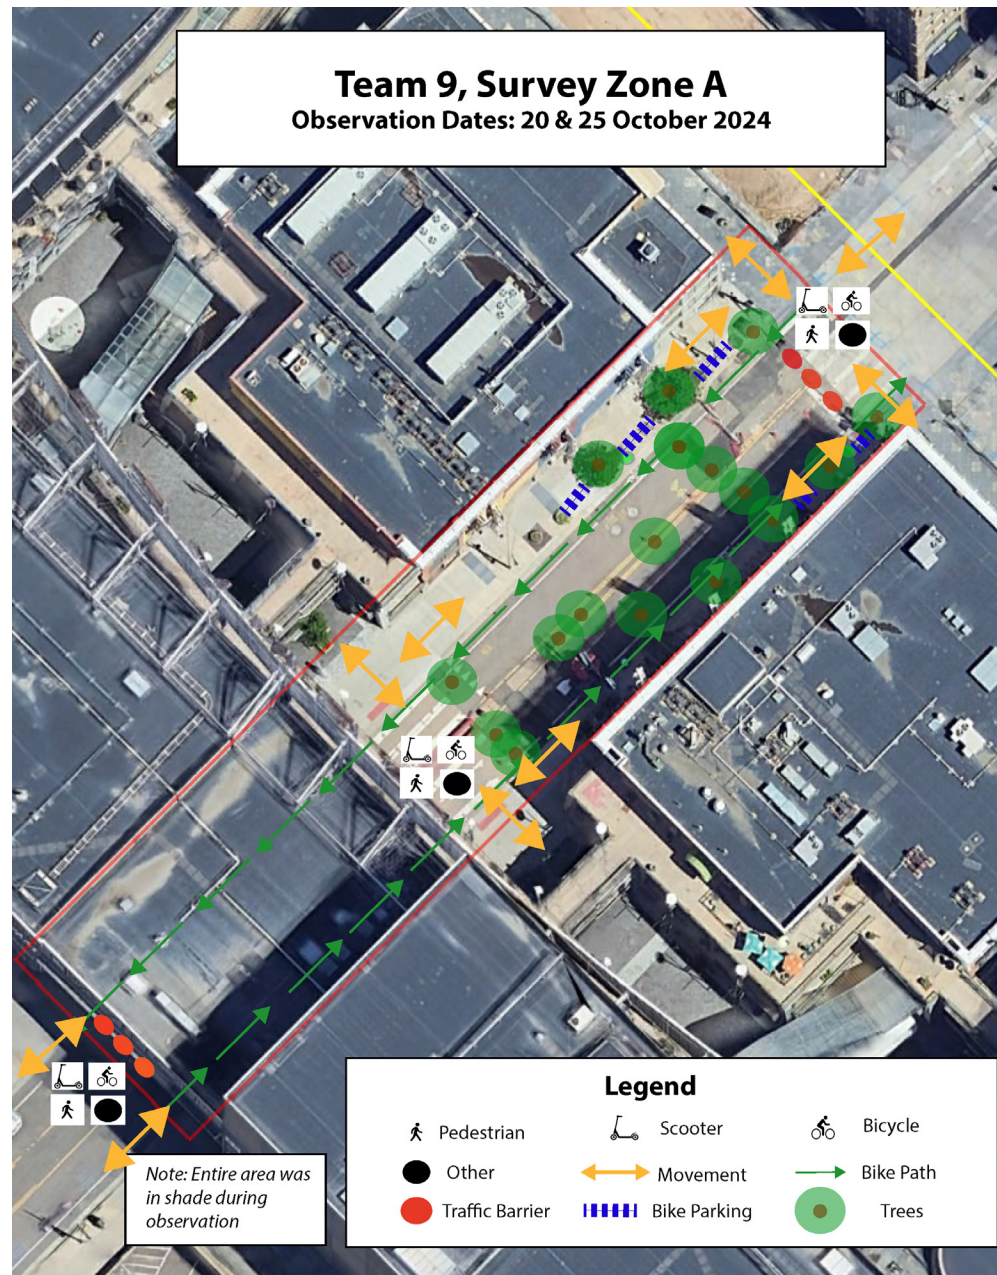 Team 9, Survey Zone A
Observation Dates: 20 & 25 October 2024
Note: Entire area was
in shade during
observation
Legend
Pedestrian
Scooter
Bicycle
Other
Movement
Bike Path
Traffic Barrier
Bike Parking
Trees